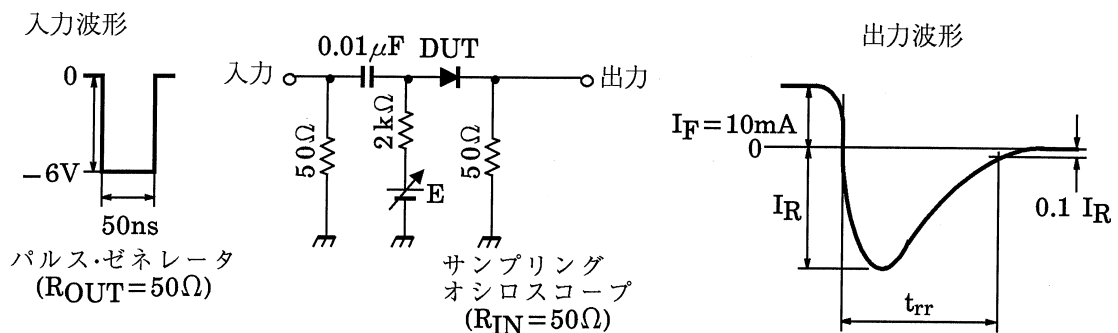 入力波形
0
−6V
50ns
パルス・ゼネレータ
(ROUT=50Ω)
0.01μF DUT
入力
出力
50Ω
2kΩ
E
50Ω
サンプリング
オシロスコープ
(RIN=50Ω)
出力波形
IF=10mA
0
IR
0.1 IR
trr